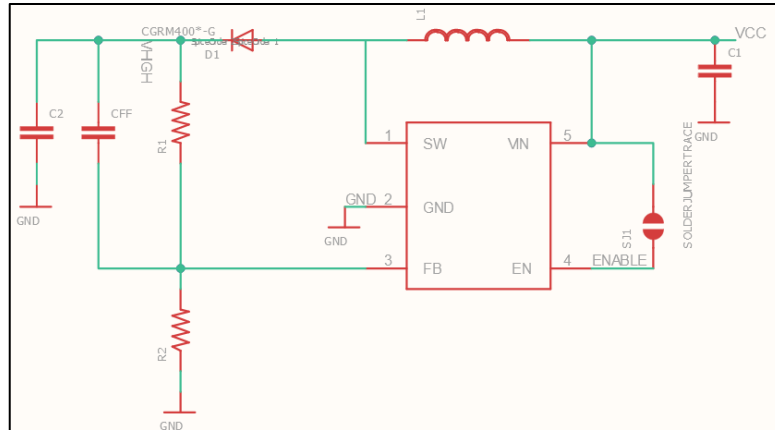 L1
CGRM400*-G
D1
VHGH
VCC
C1
GND
C2
CFF
R1
1
SW
VIN
5
GND
2
GND
GND
GND
3
FB
EN
4
ENABLE
SJ1
SOLDERJUMPERTRACE
R2
GND